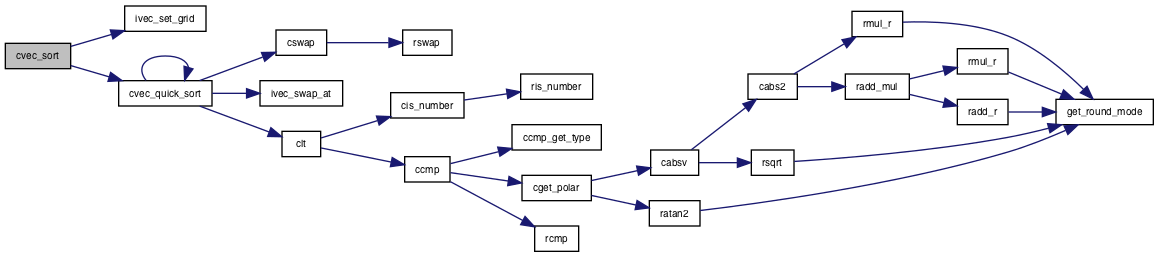 cvec_sort
ivec_set_grid
cvec_quick_sort
cswap
rswap
ivec_swap_at
clt
cis_number
ris_number
ccmp
ccmp_get_type
cget_polar
rcmp
cabsv
ratan2
cabs2
rsqrt
rmul_r
radd_mul
rmul_r
radd_r
get_round_mode